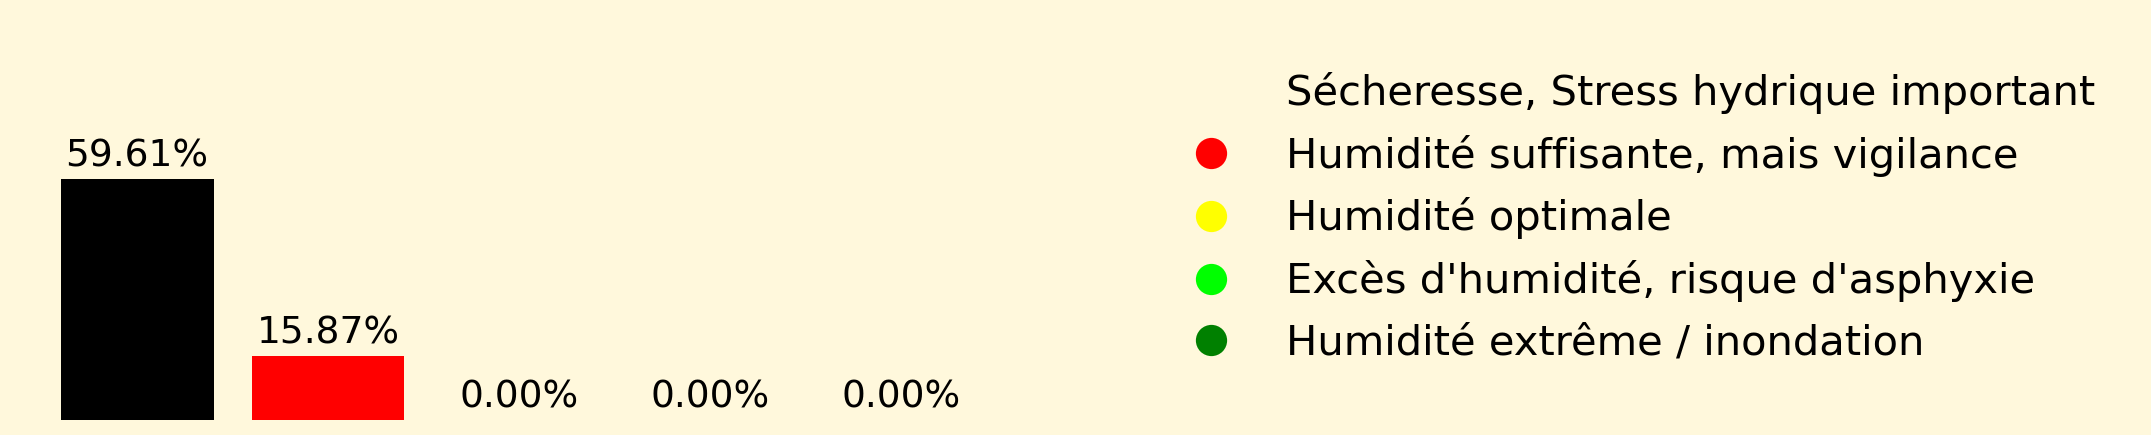 59.61%
15.87%
0.00%
0.00%
0.00%
Sécheresse, Stress hydrique important
Humidité suffisante, mais vigilance
Humidité optimale
Excès d'humidité, risque d'asphyxie
Humidité extrême / inondation